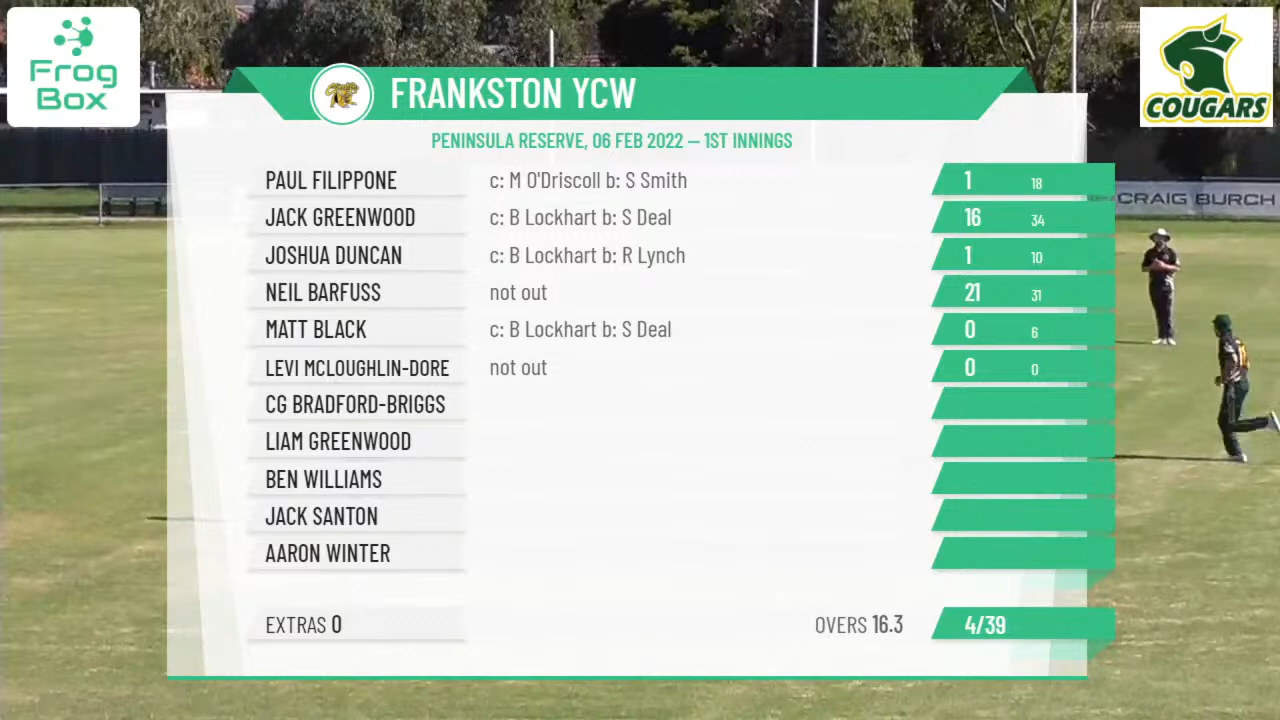 Frog
Box
COUGARS
FRANKSTON YCW
PENINSULA RESERVE, 06 FEB 2022 – 1ST INNINGS
PAUL FILIPPONE c: M O'Driscoll b: S Smith 1 18
JACK GREENWOOD c: B Lockhart b: S Deal 16 34
JOSHUA DUNCAN c: B Lockhart b: R Lynch 1 10
NEIL BARFUSS not out 21 31
MATT BLACK c: B Lockhart b: S Deal 0 6
LEVI MCLOUGHLIN-DORE not out 0 0
CG BRADFORD-BRIGGS
LIAM GREENWOOD
BEN WILLIAMS
JACK SANTON
AARON WINTER
EXTRAS 0 OVERS 16.3 4/39
CRAIG BURCH